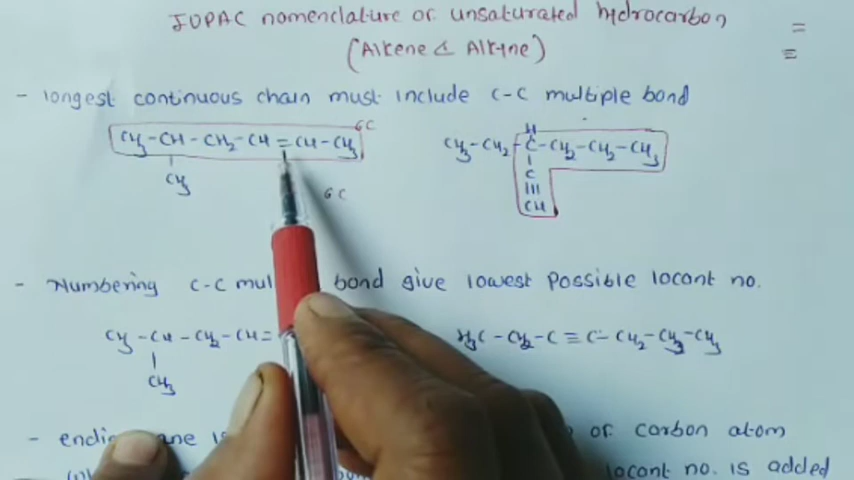 IUPAC nomenclature of unsaturated hydrocarbon =
(Alkene & Alkyne) ≡
- longest continuous chain must include C-C multiple bond
6C
CH3-CH-CH2-CH=CH-CH3
CH3
6C
H
CH3-CH2-C-CH2-CH2-CH3
C
≡
CH
- Numbering C-C mul bond give lowest possible locant no.
CH3-CH-CH2-CH=
CH3
H3C-CH2-C≡C-CH2-CH2-CH3
of carbon atom
locant no. is added